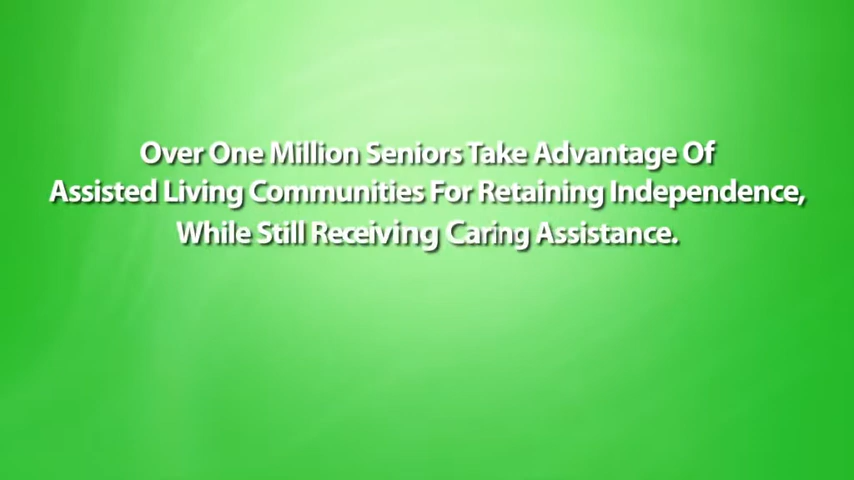 Over One Million Seniors Take Advantage Of
Assisted Living Communities For Retaining Independence,
While Still Receiving Caring Assistance.